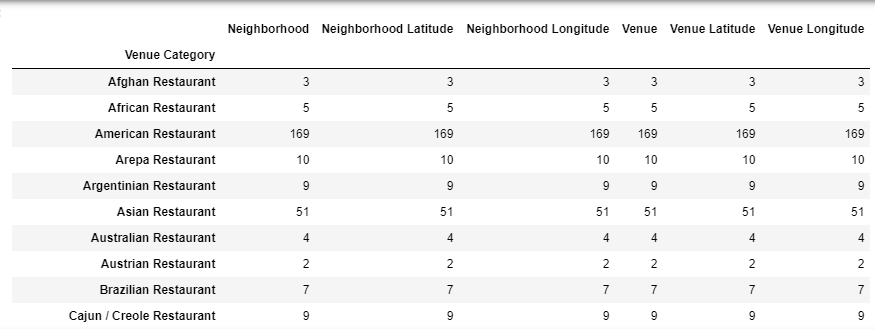 Neighborhood Neighborhood Latitude Neighborhood Longitude Venue Venue Latitude Venue Longitude
Venue Category
Afghan Restaurant 3 3 3 3 3 3
African Restaurant 5 5 5 5 5 5
American Restaurant 169 169 169 169 169 169
Arepa Restaurant 10 10 10 10 10 10
Argentinian Restaurant 9 9 9 9 9 9
Asian Restaurant 51 51 51 51 51 51
Australian Restaurant 4 4 4 4 4 4
Austrian Restaurant 2 2 2 2 2 2
Brazilian Restaurant 7 7 7 7 7 7
Cajun / Creole Restaurant 9 9 9 9 9 9